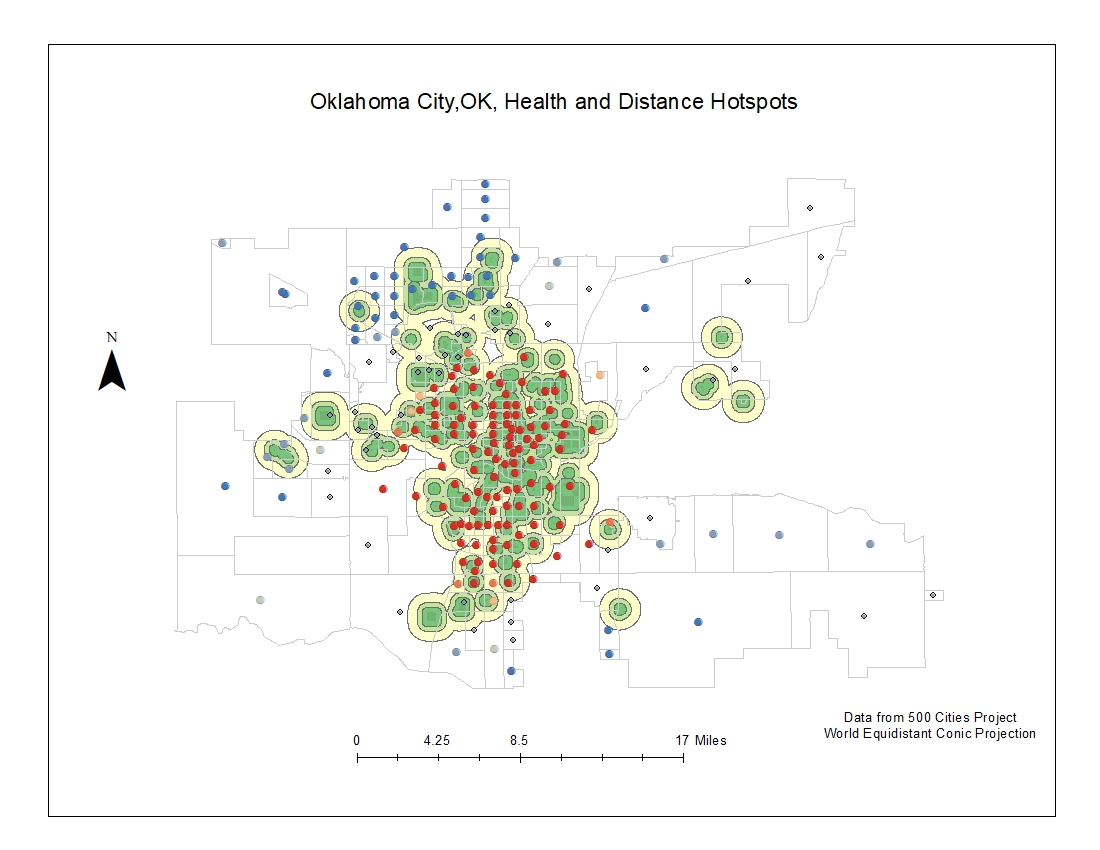 Oklahoma City,OK, Health and Distance Hotspots
N
0 4.25 8.5 17 Miles
Data from 500 Cities Project
World Equidistant Conic Projection